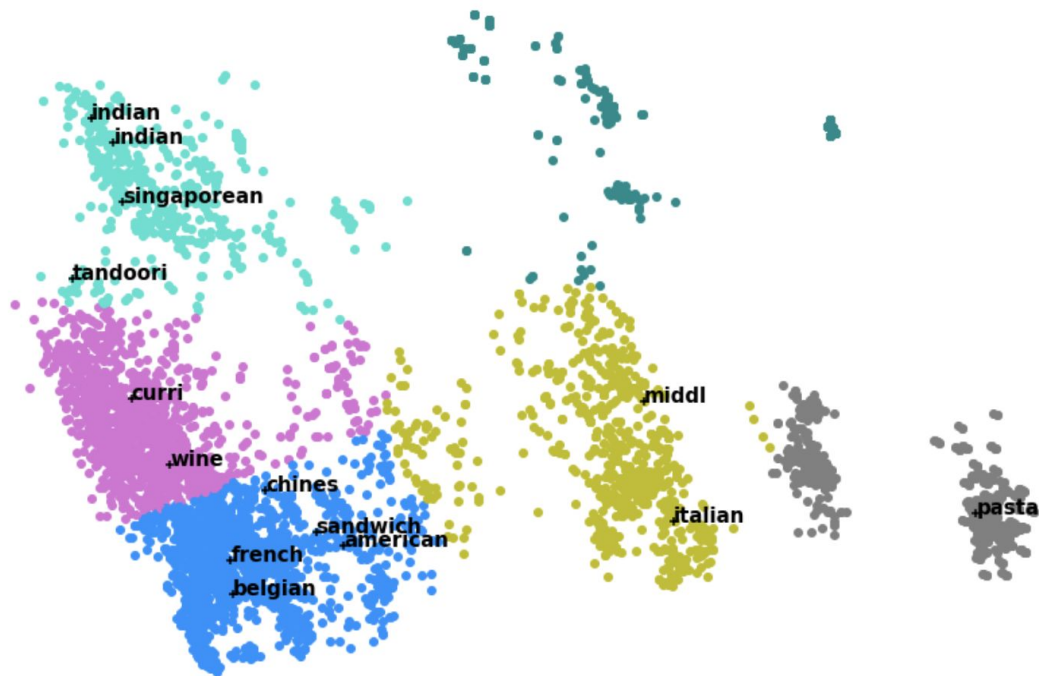 indian
indian
singaporean
tandoori
curri
middl
wine
chines
pasta
italian
sandwich
american
french
belgian